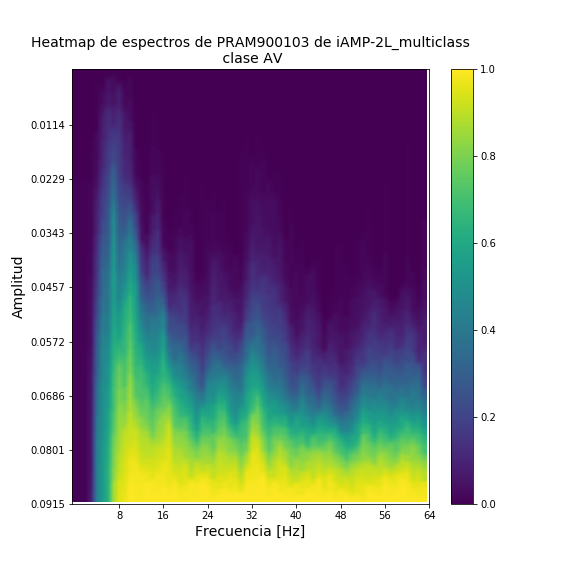 Heatmap de espectros de PRAM900103 de iAMP-2L_multiclass
clase AV
Amplitud
0.0114
0.0229
0.0343
0.0457
0.0572
0.0686
0.0801
0.0915
8 16 24 32 40 48 56 64
Frecuencia [Hz]
1.0
0.8
0.6
0.4
0.2
0.0